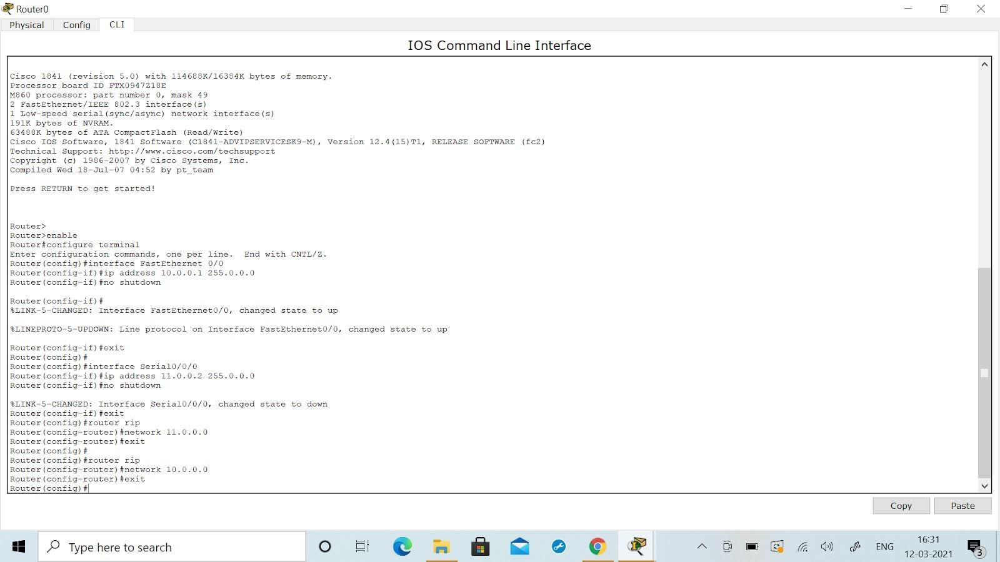 Router0
Physical Config CLI
IOS Command Line Interface
Cisco 1841 (revision 5.0) with 114688K/16384K bytes of memory.
Processor board ID FTX0947Z18E
M860 processor: part number 0, mask 49
2 FastEthernet/IEEE 802.3 interface(s)
1 Low-speed serial(sync/async) network interface(s)
191K bytes of NVRAM.
63488K bytes of ATA CompactFlash (Read/Write)
Cisco IOS Software, 1841 Software (C1841-ADVIPSERVICESK9-M), Version 12.4(15)T1, RELEASE SOFTWARE (fc2)
Technical Support: http://www.cisco.com/techsupport
Copyright (c) 1986-2007 by Cisco Systems, Inc.
Compiled Wed 18-Jul-07 04:52 by pt_team
Press RETURN to get started!
Router>
Router>enable
Router#configure terminal
Enter configuration commands, one per line.  End with CNTL/Z.
Router(config)#interface FastEthernet 0/0
Router(config-if)#ip address 10.0.0.1 255.0.0.0
Router(config-if)#no shutdown
Router(config-if)#
%LINK-5-CHANGED: Interface FastEthernet0/0, changed state to up
%LINEPROTO-5-UPDOWN: Line protocol on Interface FastEthernet0/0, changed state to up
Router(config-if)#exit
Router(config)#
Router(config)#interface Serial0/0/0
Router(config-if)#ip address 11.0.0.2 255.0.0.0
Router(config-if)#no shutdown
%LINK-5-CHANGED: Interface Serial0/0/0, changed state to down
Router(config-if)#exit
Router(config)#router rip
Router(config-router)#network 11.0.0.0
Router(config-router)#exit
Router(config)#
Router(config)#router rip
Router(config-router)#network 10.0.0.0
Router(config-router)#exit
Router(config)#
Copy Paste
Type here to search
ENG
16:31
12-03-2021
3